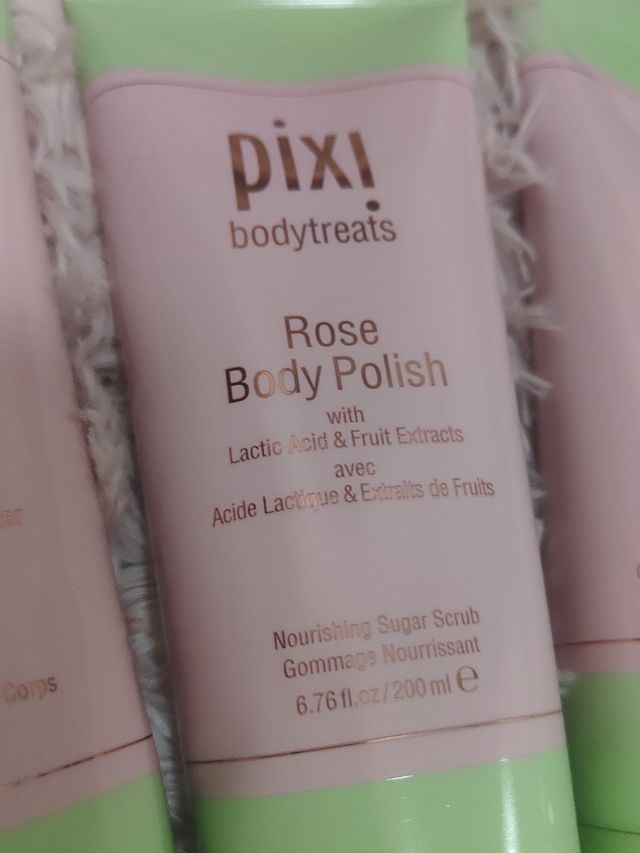 pixi
bodytreats
Rose
Body Polish
with
Lactic Acid & Fruit Extracts
avec
Acide Lactique & Extraits de Fruits
Nourishing Sugar Scrub
Gommage Nourrissant
6.76 fl.oz/200 ml e
Corps